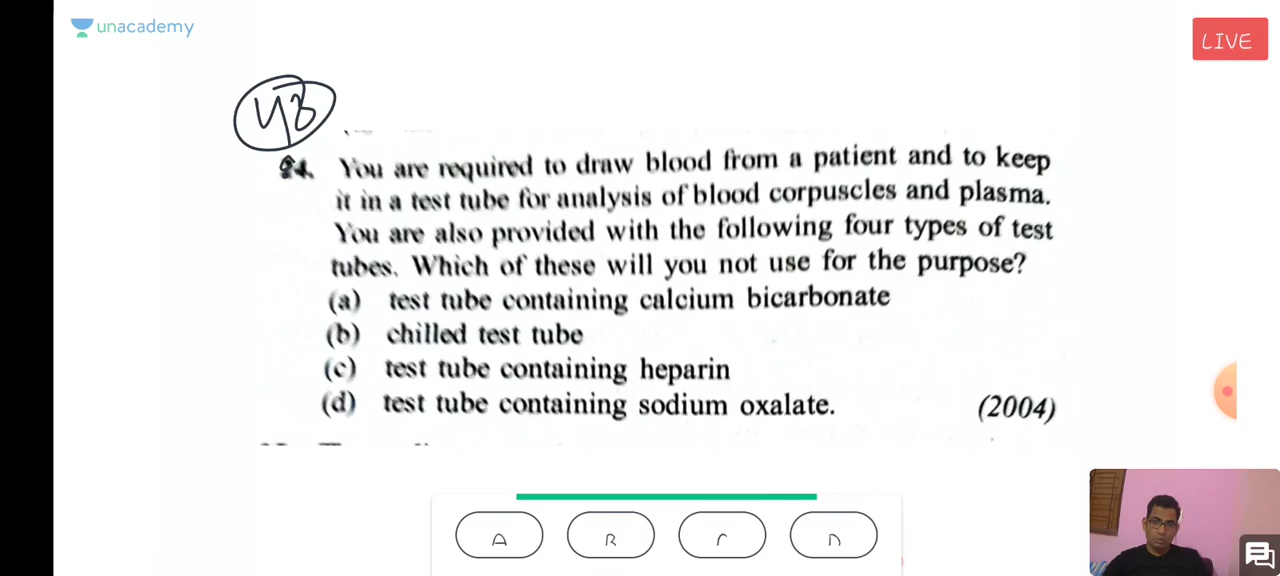 unacademy
LIVE
48
94. You are required to draw blood from a patient and to keep
it in a test tube for analysis of blood corpuscles and plasma.
You are also provided with the following four types of test
tubes. Which of these will you not use for the purpose?
(a) test tube containing calcium bicarbonate
(b) chilled test tube
(c) test tube containing heparin
(d) test tube containing sodium oxalate. (2004)
A B C D